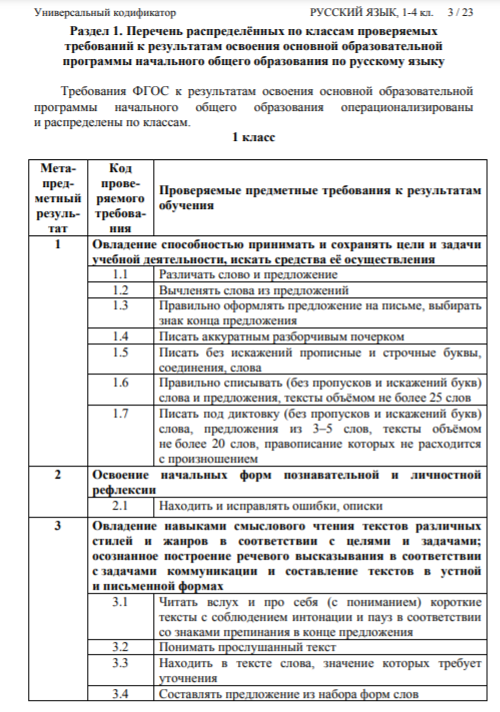 Универсальный кодификатор РУССКИЙ ЯЗЫК, 1-4 кл. 3 / 23
Раздел 1. Перечень распределённых по классам проверяемых
требований к результатам освоения основной образовательной
программы начального общего образования по русскому языку
Требования ФГОС к результатам освоения основной образовательной
программы начального общего образования операционализированы
и распределены по классам.
1 класс
Мета-
пред-
метный
резуль-
тат
Код
прове-
ряемого
требова-
ния
Проверяемые предметные требования к результатам
обучения
1 Овладение способностью принимать и сохранять цели и задачи
учебной деятельности, искать средства её осуществления
1.1 Различать слово и предложение
1.2 Вычленять слова из предложений
1.3 Правильно оформлять предложение на письме, выбирать
знак конца предложения
1.4 Писать аккуратным разборчивым почерком
1.5 Писать без искажений прописные и строчные буквы,
соединения, слова
1.6 Правильно списывать (без пропусков и искажений букв)
слова и предложения, тексты объёмом не более 25 слов
1.7 Писать под диктовку (без пропусков и искажений букв)
слова, предложения из 3–5 слов, тексты объёмом
не более 20 слов, правописание которых не расходится
с произношением
2 Освоение начальных форм познавательной и личностной
рефлексии
2.1 Находить и исправлять ошибки, описки
3 Овладение навыками смыслового чтения текстов различных
стилей и жанров в соответствии с целями и задачами;
осознанное построение речевого высказывания в соответствии
с задачами коммуникации и составление текстов в устной
и письменной формах
3.1 Читать вслух и про себя (с пониманием) короткие
тексты с соблюдением интонации и пауз в соответствии
со знаками препинания в конце предложения
3.2 Понимать прослушанный текст
3.3 Находить в тексте слова, значение которых требует
уточнения
3.4 Составлять предложение из набора форм слов